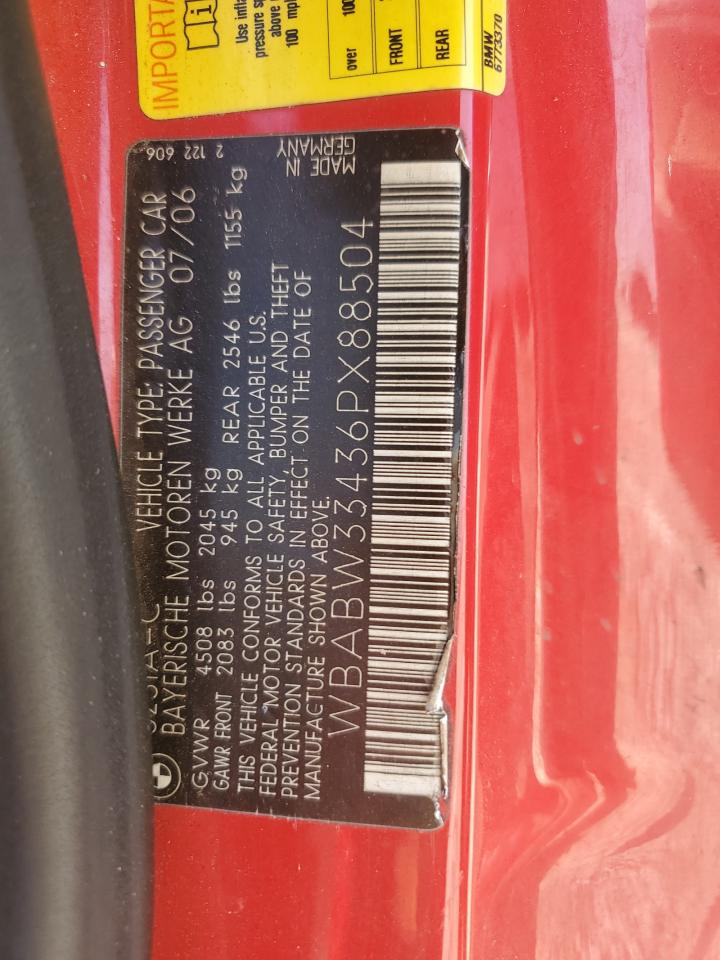 VEHICLE TYPE: PASSENGER CAR
BAYERISCHE MOTOREN WERKE AG 07/06
GVWR 4508 lbs 2045 kg
GAWR FRONT 2083 lbs 945 kg REAR 2546 lbs 1155 kg
THIS VEHICLE CONFORMS TO ALL APPLICABLE U.S.
FEDERAL MOTOR VEHICLE SAFETY, BUMPER AND THEFT
PREVENTION STANDARDS IN EFFECT ON THE DATE OF
MANUFACTURE SHOWN ABOVE.
WBABW33436PX88504
2 122 606
MADE IN
GERMANY
IMPORTA
Use
pressure
above
100 mph
over 100
FRONT
REAR
BMW
6773370